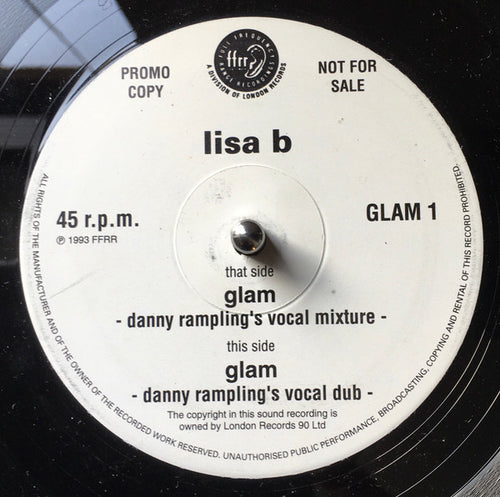 FULL FREQUENCY
RANGE RECORDINGS
ffrr
A DIVISION OF LONDON RECORDS
PROMO
COPY
NOT FOR
SALE
lisa b
45 r.p.m.
℗ 1993 FFRR
GLAM 1
that side
glam
- danny rampling's vocal mixture -
this side
glam
- danny rampling's vocal dub -
The copyright in this sound recording is
owned by London Records 90 Ltd
ALL RIGHTS OF THE MANUFACTURER AND OF THE OWNER OF THE RECORDED WORK RESERVED. UNAUTHORISED PUBLIC PERFORMANCE, BROADCASTING, COPYING AND RENTAL OF THIS RECORD PROHIBITED.